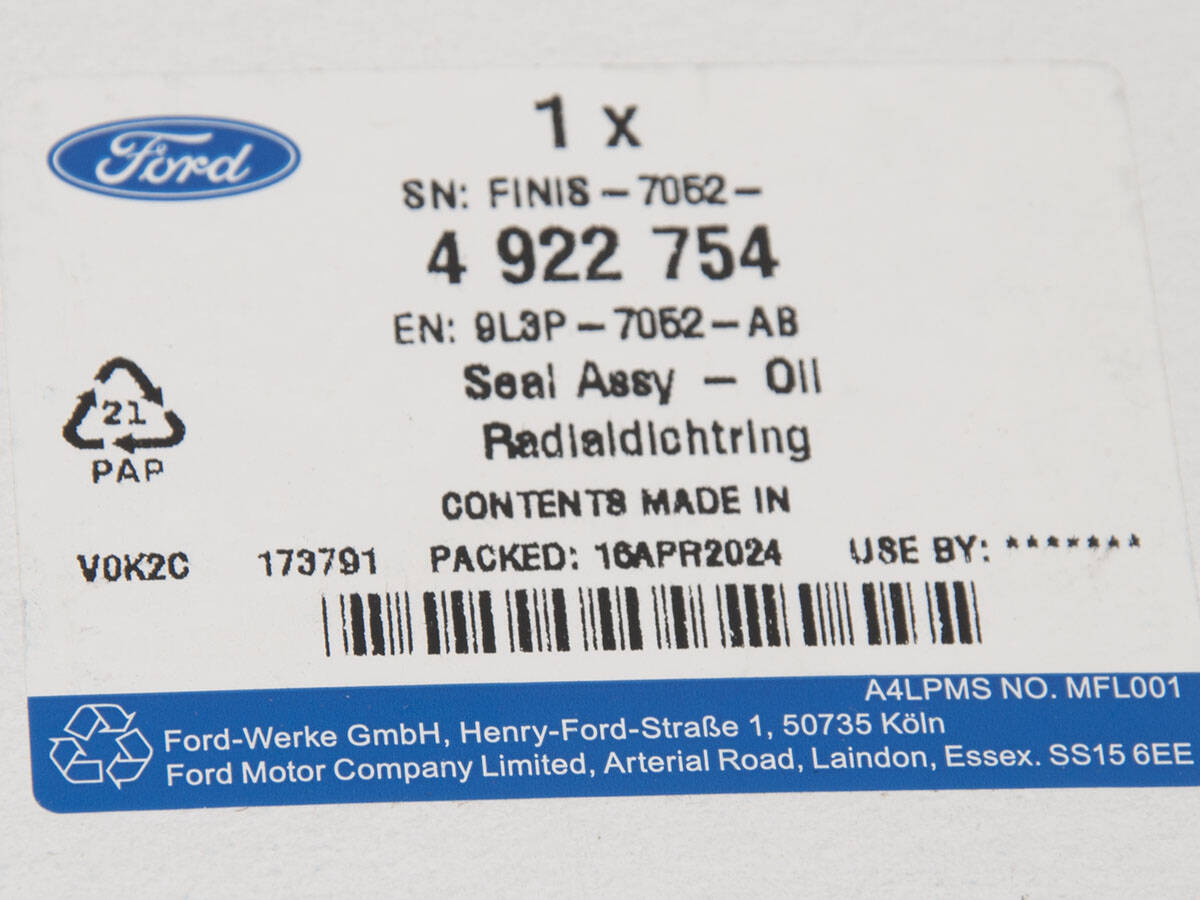 Ford
1 x
SN: FINIS - 7052 -
4 922 754
EN: 9L3P - 7052 - AB
Seal Assy - Oil
Radialdichtring
21
PAP
CONTENTS MADE IN
V0K2C 173791 PACKED: 16APR2024 USE BY: *******
A4LPMS NO. MFL001
Ford-Werke GmbH, Henry-Ford-Straße 1, 50735 Köln
Ford Motor Company Limited, Arterial Road, Laindon, Essex. SS15 6EE